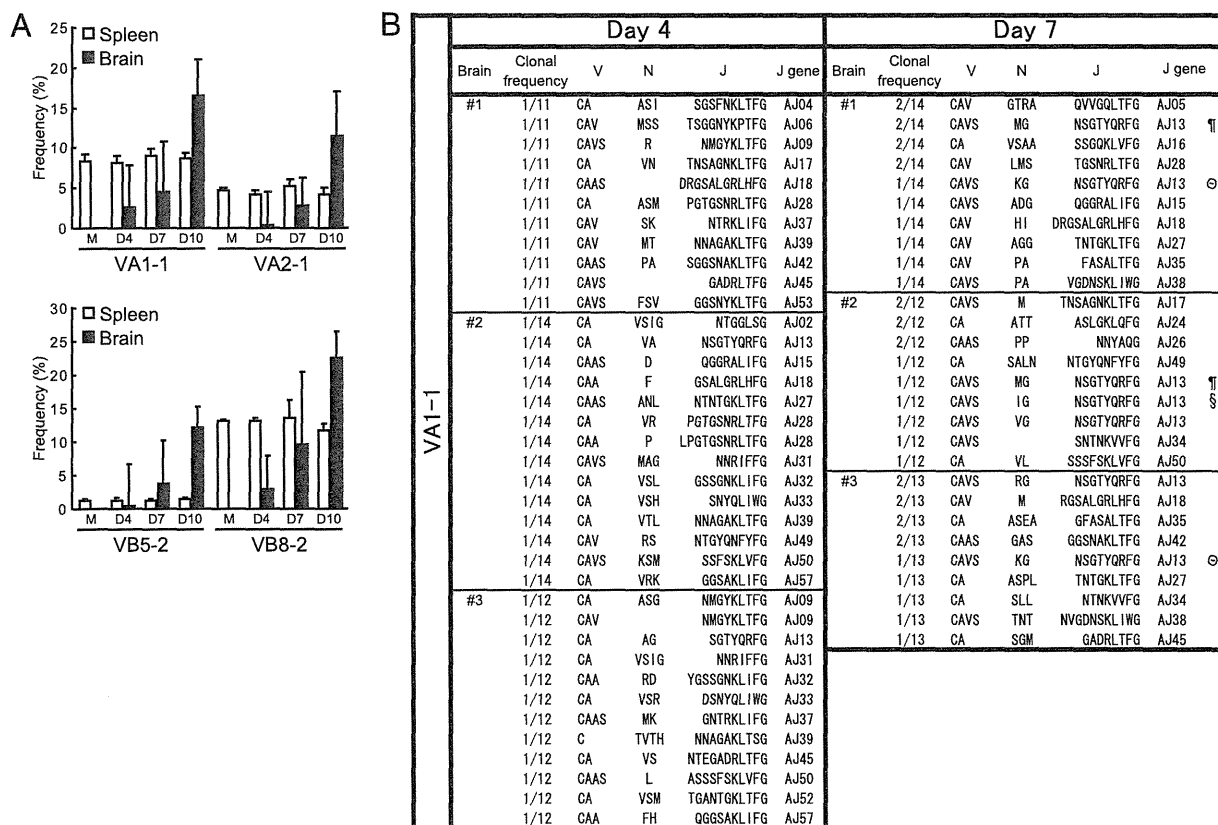 A
Spleen
Brain
Frequency (%)
25
20
15
10
5
0
M D4 D7 D10 M D4 D7 D10
VA1-1 VA2-1
Spleen
Brain
Frequency (%)
30
25
20
15
10
5
0
M D4 D7 D10 M D4 D7 D10
VB5-2 VB8-2
B
VA1-1
Day 4
Brain Clonal frequency V N J J gene
#1 1/11 CA ASI SGSFNKLTFG AJ04
1/11 CAV MSS TSGGNYKPTFG AJ06
1/11 CAVS R NMGYKLTFG AJ09
1/11 CA VN TNSAGNKLTFG AJ17
1/11 CAAS DRGSALGRLHFG AJ18
1/11 CA ASM PGTGSNRLTFG AJ28
1/11 CAV SK NTRKLIFG AJ37
1/11 CAV MT NNAGAKLTFG AJ39
1/11 CAAS PA SGGSNAKLTFG AJ42
1/11 CAVS GADRLTFG AJ45
1/11 CAVS FSV GGSNYKLTFG AJ53
#2 1/14 CA VSIG NTGGLSG AJ02
1/14 CA VA NSGTYQRFG AJ13
1/14 CAAS D QGGRALIFG AJ15
1/14 CAA F GSALGRLHFG AJ18
1/14 CAAS ANL NTNTGKLTFG AJ27
1/14 CA VR PGTGSNRLTFG AJ28
1/14 CAA P LPGTGSNRLTFG AJ28
1/14 CAVS MAG NNRIFFG AJ31
1/14 CA VSL GSSGNKLIFG AJ32
1/14 CA VSH SNYQLIWG AJ33
1/14 CA VTL NNAGAKLTFG AJ39
1/14 CAV RS NTGYQNFYFG AJ49
1/14 CAVS KSM SSFSKLVFG AJ50
1/14 CA VRK GGSAKLIFG AJ57
#3 1/12 CA ASG NMGYKLTFG AJ09
1/12 CAV NMGYKLTFG AJ09
1/12 CA AG SGTYQRFG AJ13
1/12 CA VSIG NNRIFFG AJ31
1/12 CAA RD YGSSGNKLIFG AJ32
1/12 CA VSR DSNYQLIWG AJ33
1/12 CAAS MK GNTRKLIFG AJ37
1/12 C TVTH NNAGAKLTSG AJ39
1/12 CA VS NTEGADRLTFG AJ45
1/12 CAAS L ASSSFSKLVFG AJ50
1/12 CA VSM TGANTGKLTFG AJ52
1/12 CAA FH QGGSAKLIFG AJ57
Day 7
Brain Clonal frequency V N J J gene
#1 2/14 CAV GTRA QVVGQLTFG AJ05
2/14 CAVS MG NSGTYQRFG AJ13 ¶
2/14 CA VSAA SSGQKLVFG AJ16
2/14 CAV LMS TGSNRLTFG AJ28
1/14 CAVS KG NSGTYQRFG AJ13 Θ
1/14 CAVS ADG QGGRALIFG AJ15
1/14 CAV HI DRGSALGRLHFG AJ18
1/14 CAV AGG TNTGKLTFG AJ27
1/14 CAV PA FASALTFG AJ35
1/14 CAVS PA VGDNSKLIWG AJ38
#2 2/12 CAVS M TNSAGNKLTFG AJ17
2/12 CA ATT ASLGKLQFG AJ24
2/12 CAAS PP NNYAQG AJ26
1/12 CA SALN NTGYQNFYFG AJ49
1/12 CAVS MG NSGTYQRFG AJ13 ¶
1/12 CAVS IG NSGTYQRFG AJ13 §
1/12 CAVS VG NSGTYQRFG AJ13
1/12 CAVS SNTNKVVFG AJ34
1/12 CA VL SSSFSKLVFG AJ50
#3 2/13 CAVS RG NSGTYQRFG AJ13
2/13 CAV M RGSALGRLHFG AJ18
2/13 CA ASEA GFASALTFG AJ35
2/13 CAAS GAS GGSNAKLTFG AJ42
1/13 CAVS KG NSGTYQRFG AJ13 Θ
1/13 CA ASPL TNTGKLTFG AJ27
1/13 CA SLL NTNKVVFG AJ34
1/13 CAVS TNT NVGDNSKLIWG AJ38
1/13 CA SGM GADRLTFG AJ45